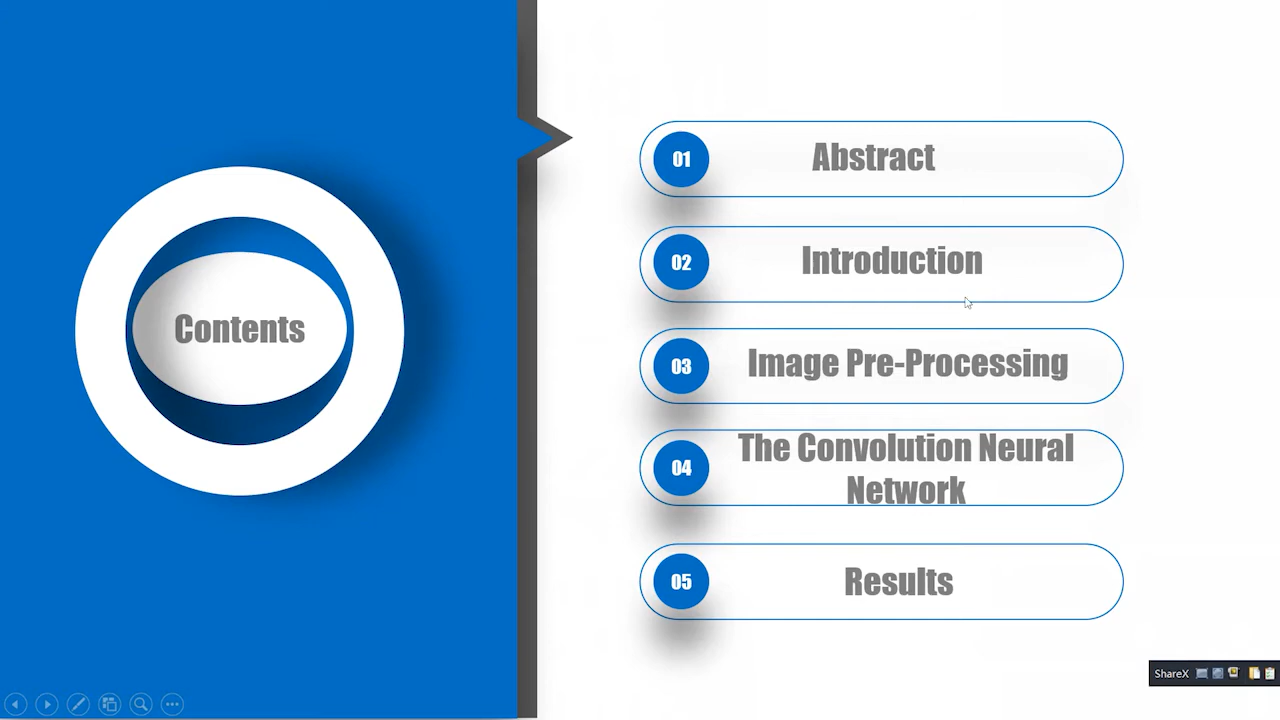 Contents
01 Abstract
02 Introduction
03 Image Pre-Processing
04 The Convolution Neural
Network
05 Results
ShareX